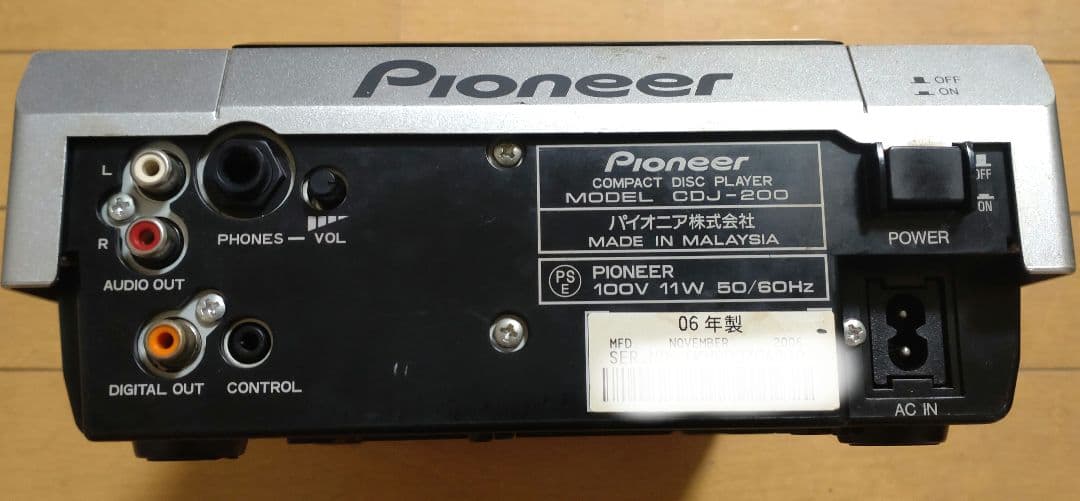 Pioneer
OFF
ON
L
R
AUDIO OUT
PHONES — VOL
DIGITAL OUT
CONTROL
Pioneer
COMPACT DISC PLAYER
MODEL CDJ-200
パイオニア株式会社
MADE IN MALAYSIA
PS
E
PIONEER
100V 11W 50/60Hz
06年製
MFD NOVEMBER 2006
OFF
ON
POWER
AC IN